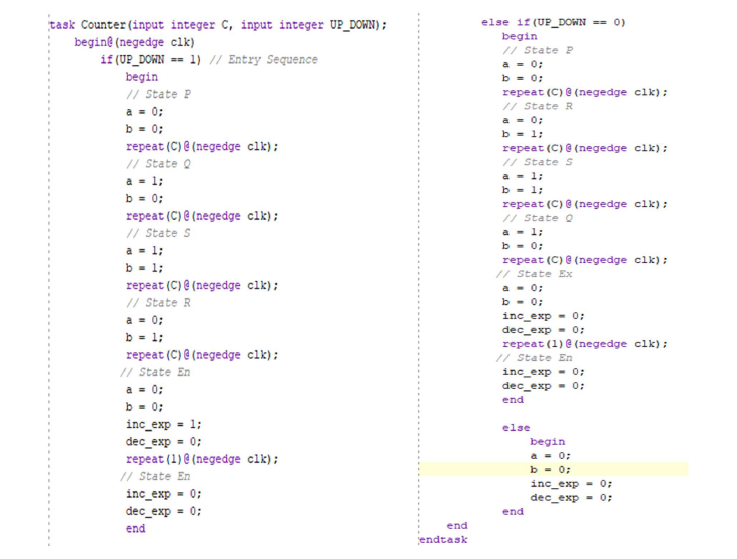 task Counter(input integer C, input integer UP_DOWN);
begin@(negedge clk)
if(UP_DOWN == 1) // Entry Sequence
begin
// State P
a = 0;
b = 0;
repeat(C)@(negedge clk);
// State Q
a = 1;
b = 0;
repeat(C)@(negedge clk);
// State S
a = 1;
b = 1;
repeat(C)@(negedge clk);
// State R
a = 0;
b = 1;
repeat(C)@(negedge clk);
// State En
a = 0;
b = 0;
inc_exp = 1;
dec_exp = 0;
repeat(1)@(negedge clk);
// State En
inc_exp = 0;
dec_exp = 0;
end
else if(UP_DOWN == 0)
begin
// State P
a = 0;
b = 0;
repeat(C)@(negedge clk);
// State R
a = 0;
b = 1;
repeat(C)@(negedge clk);
// State S
a = 1;
b = 1;
repeat(C)@(negedge clk);
// State Q
a = 1;
b = 0;
repeat(C)@(negedge clk);
// State Ex
a = 0;
b = 0;
inc_exp = 0;
dec_exp = 0;
repeat(1)@(negedge clk);
// State En
inc_exp = 0;
dec_exp = 0;
end
else
begin
a = 0;
b = 0;
inc_exp = 0;
dec_exp = 0;
end
end
endtask